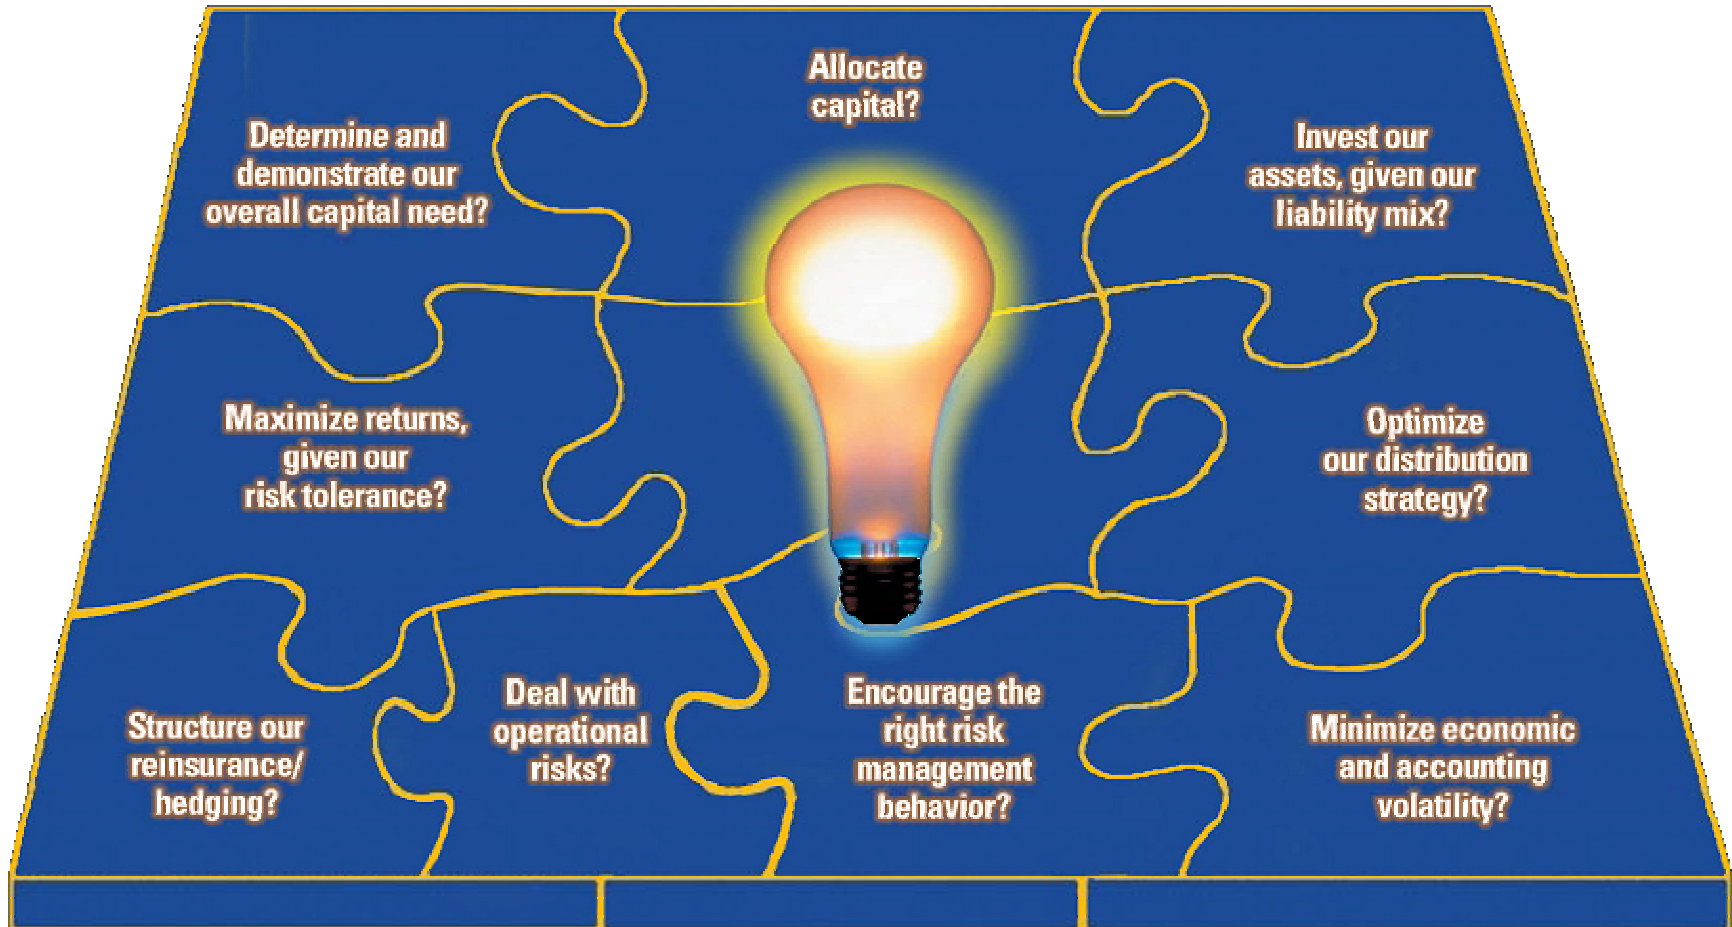 Allocate
capital?
Determine and
demonstrate our
overall capital need?
Invest our
assets, given our
liability mix?
Maximize returns,
given our
risk tolerance?
Optimize
our distribution
strategy?
Structure our
reinsurance/
hedging?
Deal with
operational
risks?
Encourage the
right risk
management
behavior?
Minimize economic
and accounting
volatility?